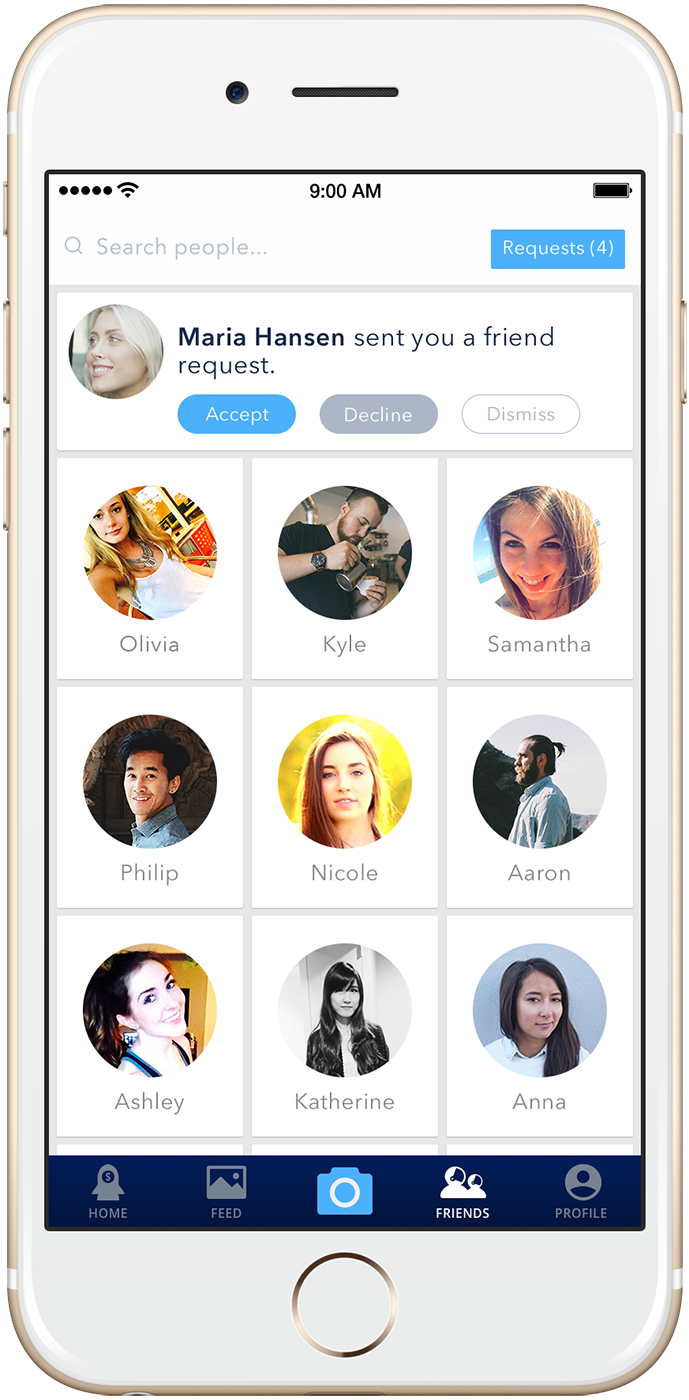 9:00 AM
Search people...
Requests (4)
Maria Hansen sent you a friend
request.
Accept
Decline
Dismiss
Olivia
Kyle
Samantha
Philip
Nicole
Aaron
Ashley
Katherine
Anna
$
HOME
FEED
FRIENDS
PROFILE